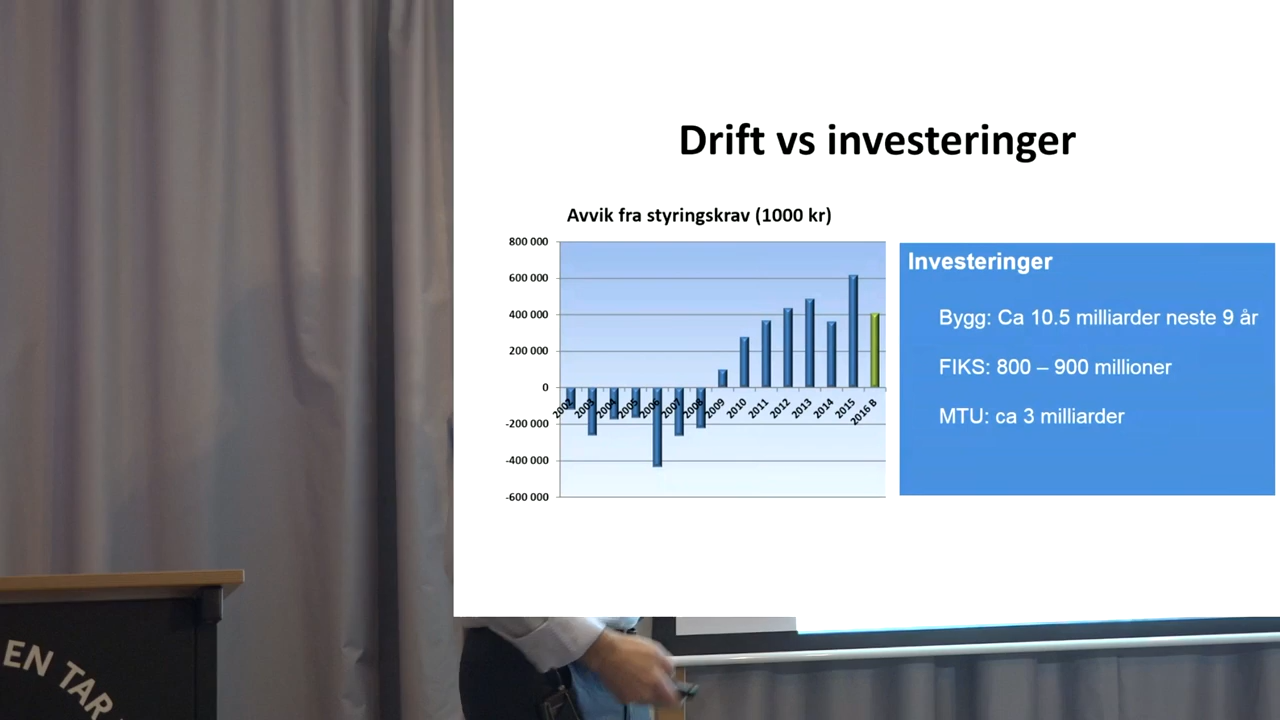 Drift vs investeringer
Avvik fra styringskrav (1000 kr)
800 000
600 000
400 000
200 000
0
-200 000
-400 000
-600 000
2002
2003
2004
2005
2006
2007
2008
2009
2010
2011
2012
2013
2014
2015
2016 B
Investeringer
Bygg: Ca 10.5 milliarder neste 9 år
FIKS: 800 – 900 millioner
MTU: ca 3 milliarder
EN TAR